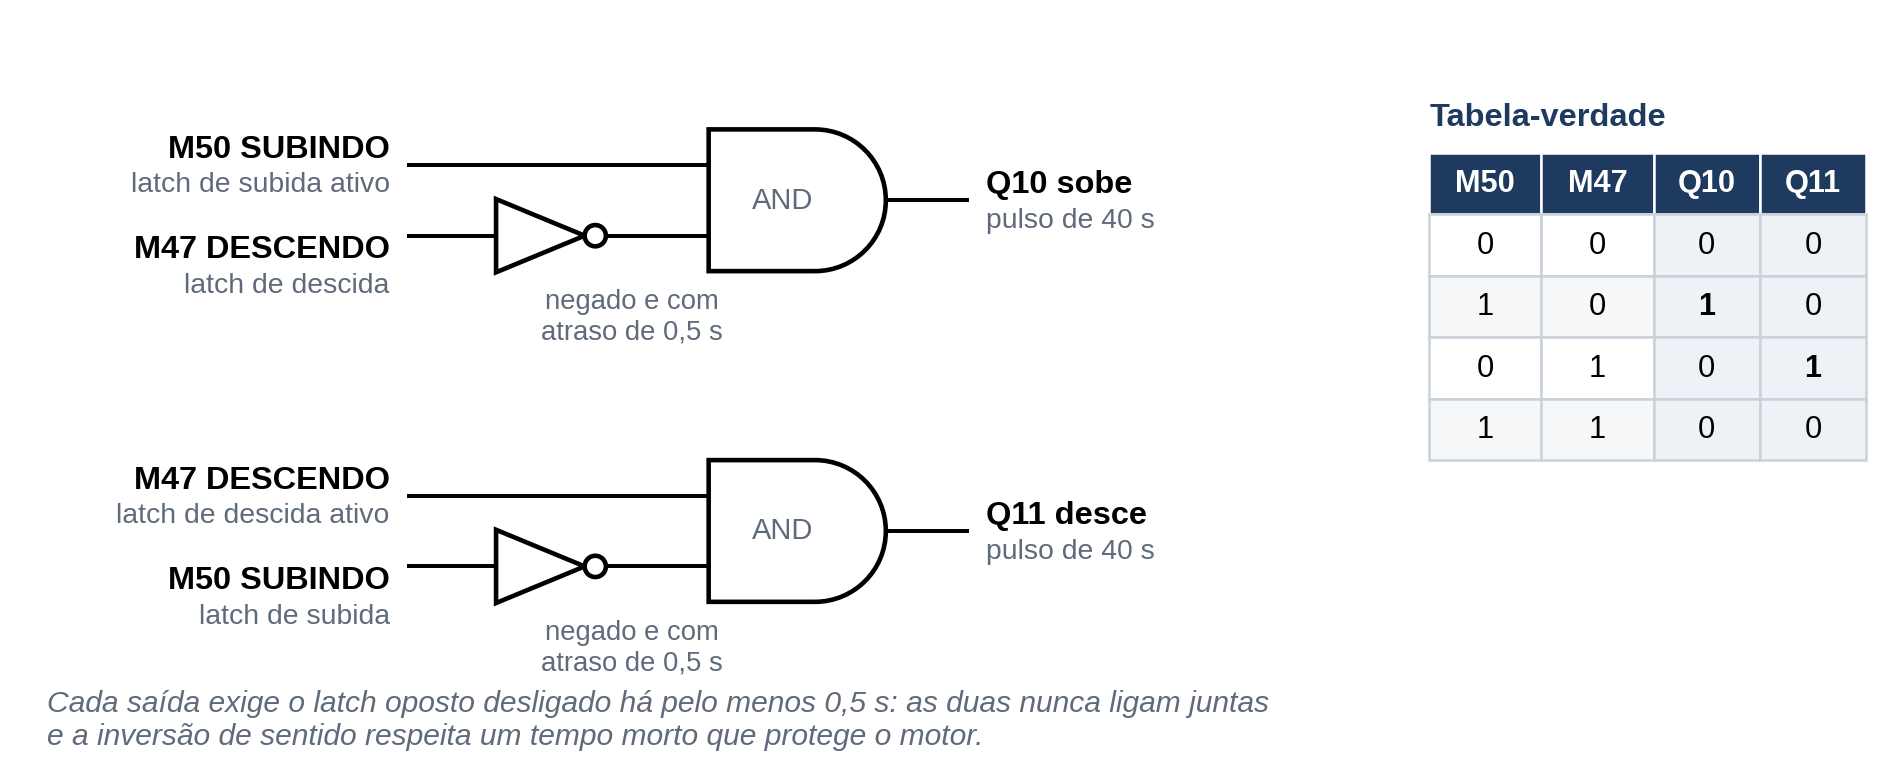 M50 SUBINDO
latch de subida ativo
M47 DESCENDO
latch de descida
negado e com
atraso de 0,5 s
AND
Q10 sobe
pulso de 40 s
M47 DESCENDO
latch de descida ativo
M50 SUBINDO
latch de subida
negado e com
atraso de 0,5 s
AND
Q11 desce
pulso de 40 s
Tabela-verdade
M50 M47 Q10 Q11
0 0 0 0
1 0 1 0
0 1 0 1
1 1 0 0
Cada saída exige o latch oposto desligado há pelo menos 0,5 s: as duas nunca ligam juntas
e a inversão de sentido respeita um tempo morto que protege o motor.